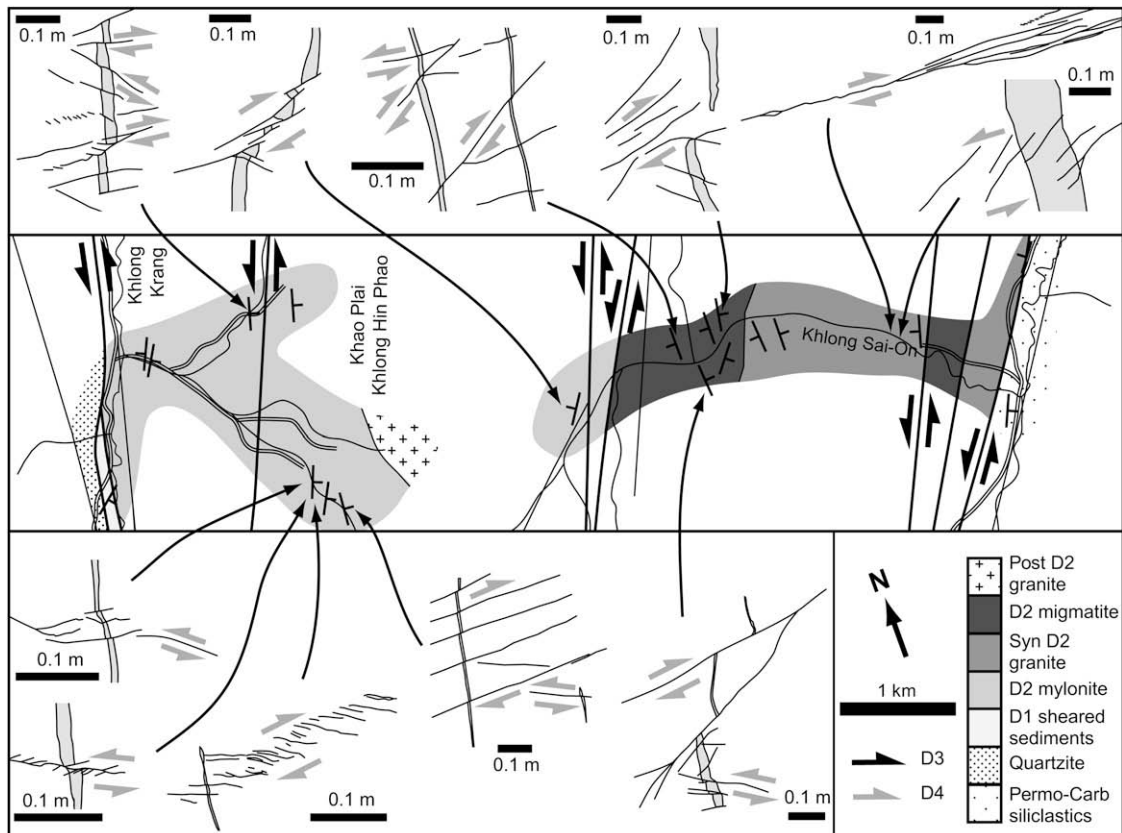 0.1 m
0.1 m
0.1 m
0.1 m
0.1 m
0.1 m
Khlong
Krang
Khao Plai
Khlong Hin Phao
Khlong Sai-On
0.1 m
0.1 m
0.1 m
0.1 m
0.1 m
N
1 km
D3
D4
Post D2
granite
D2 migmatite
Syn D2
granite
D2 mylonite
D1 sheared
sediments
Quartzite
Permo-Carb
siliclastics